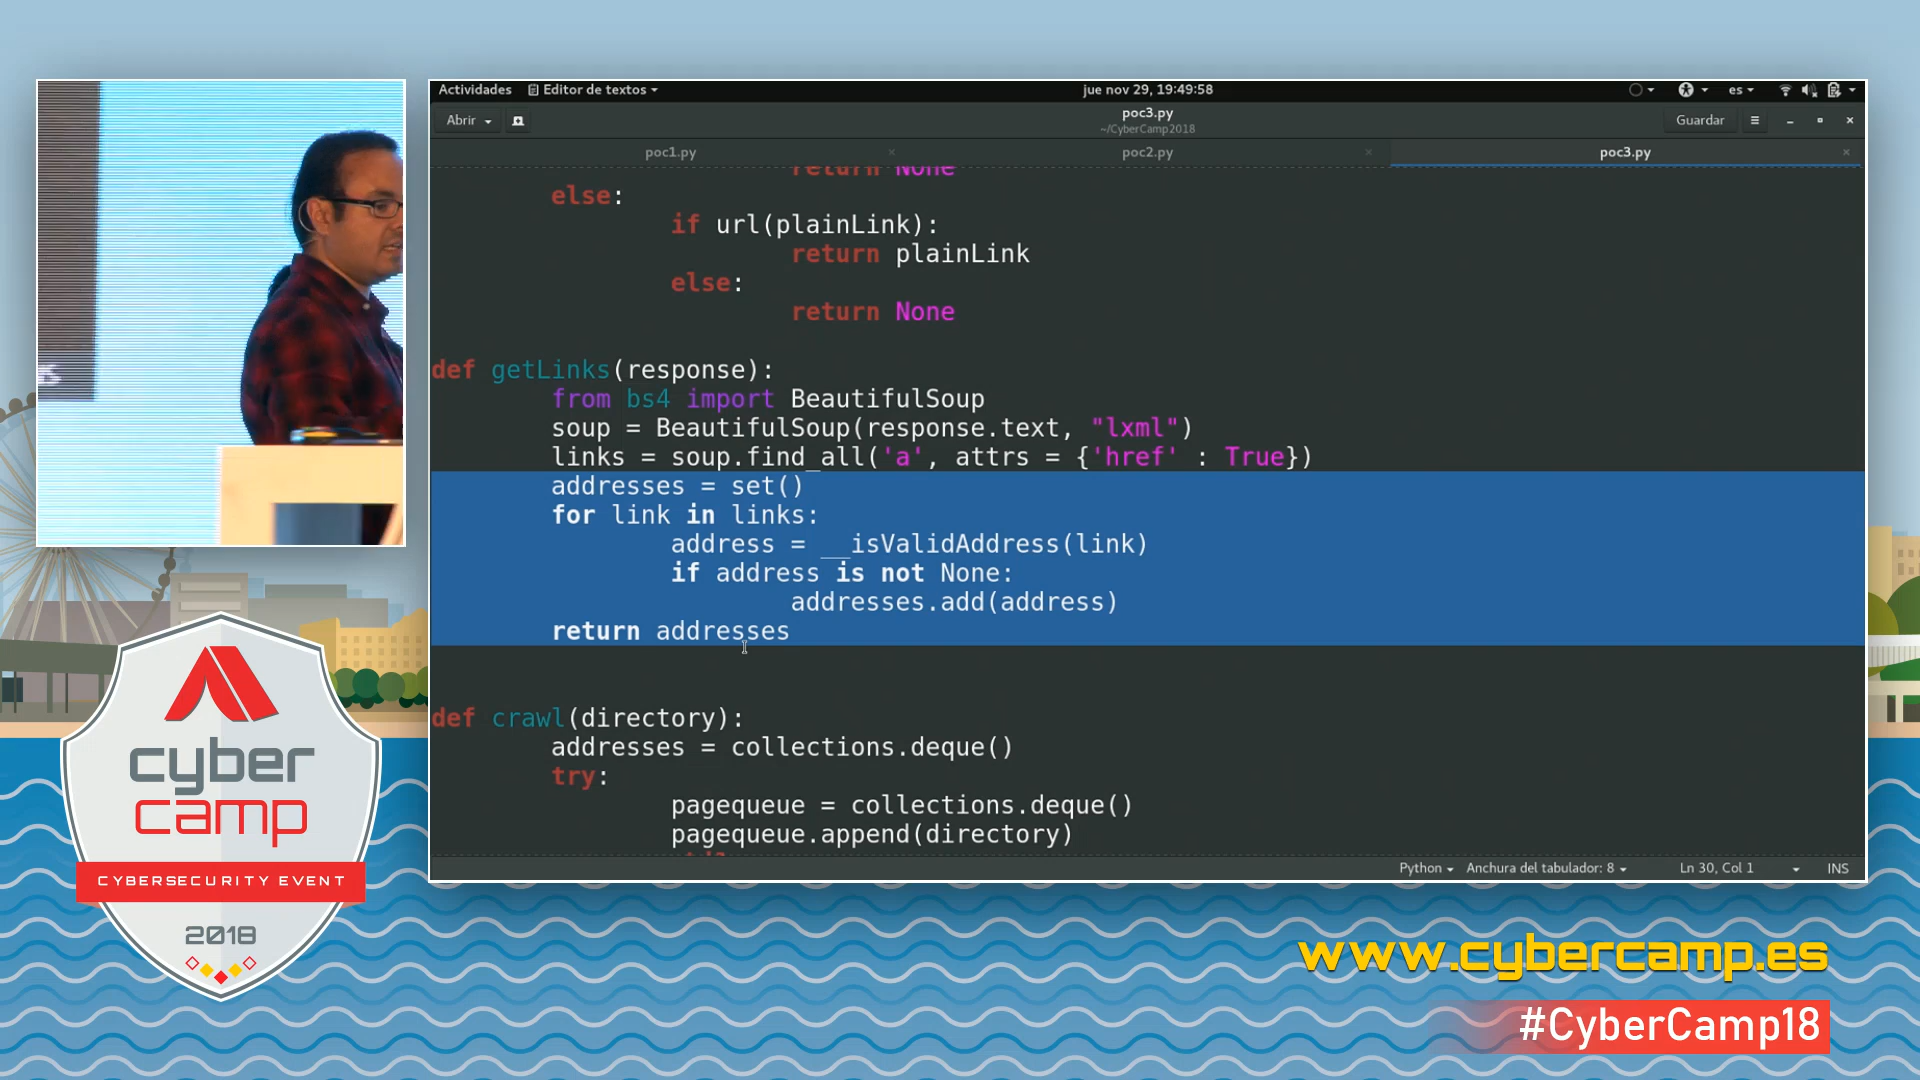 Actividades Editor de textos jue nov 29, 19:49:58 es
Abrir poc3.py Guardar
~/CyberCamp2018
poc1.py poc2.py poc3.py
return None
else:
if url(plainLink):
return plainLink
else:
return None
def getLinks(response):
from bs4 import BeautifulSoup
soup = BeautifulSoup(response.text, "lxml")
links = soup.find_all('a', attrs = {'href' : True})
addresses = set()
for link in links:
address = __isValidAddress(link)
if address is not None:
addresses.add(address)
return addresses
def crawl(directory):
addresses = collections.deque()
try:
pagequeue = collections.deque()
pagequeue.append(directory)
Python Anchura del tabulador: 8 Ln 30, Col 1 INS
cyber
camp
CYBERSECURITY EVENT
2018
www.cybercamp.es
#CyberCamp18